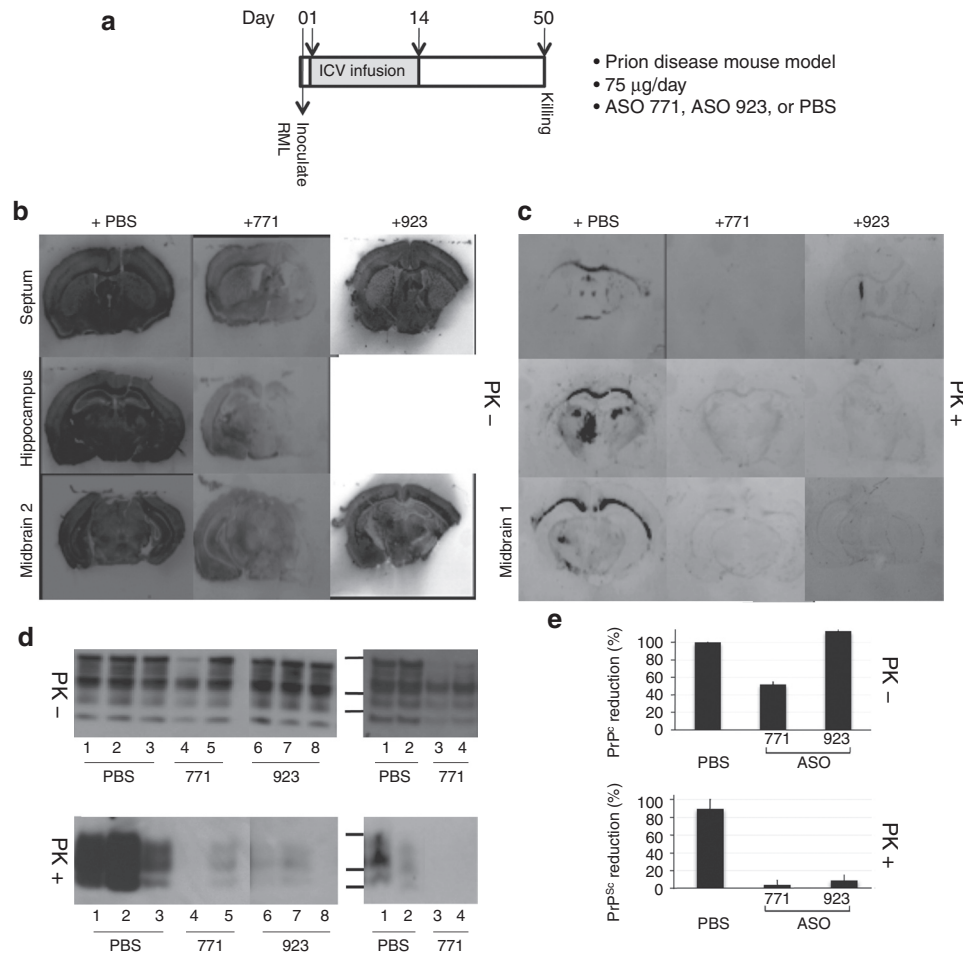 a
Day 01 14 50
ICV infusion
Inoculate
RML
Killing
• Prion disease mouse model
• 75 μg/day
• ASO 771, ASO 923, or PBS
b
+ PBS +771 +923
Septum
Hippocampus
Midbrain 2
PK –
c
+ PBS +771 +923
Midbrain 1
PK +
d
PK –
1 2 3 4 5 6 7 8 1 2 3 4
PBS 771 923 PBS 771
PK +
1 2 3 4 5 6 7 8 1 2 3 4
PBS 771 923 PBS 771
e
PrPc reduction (%)
100
80
60
40
20
0
771 923
PBS ASO
PK –
PrPSc reduction (%)
100
80
60
40
20
0
771 923
PBS ASO
PK +